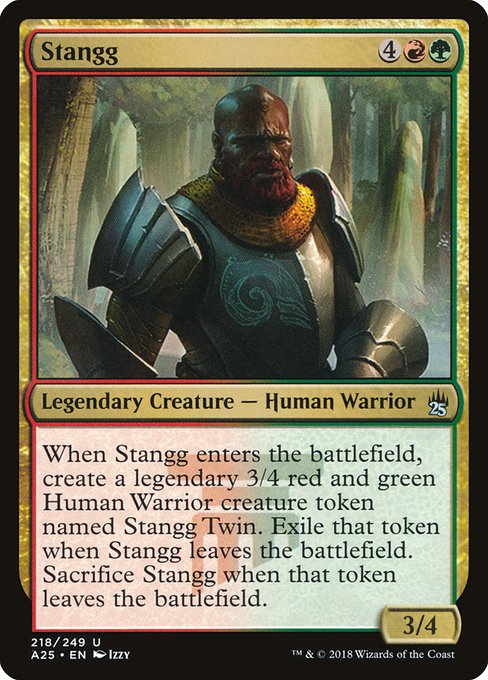 Stangg 4
Legendary Creature — Human Warrior 25
When Stangg enters the battlefield,
create a legendary 3/4 red and green
Human Warrior creature token
named Stangg Twin. Exile that token
when Stangg leaves the battlefield.
Sacrifice Stangg when that token
leaves the battlefield.
3/4
218/249 U
A25 • EN Izzy
™ & © 2018 Wizards of the Coast